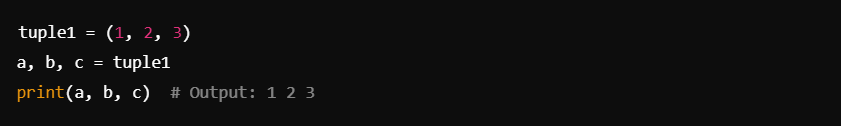 tuple1 = (1, 2, 3)
a, b, c = tuple1
print(a, b, c)  # Output: 1 2 3